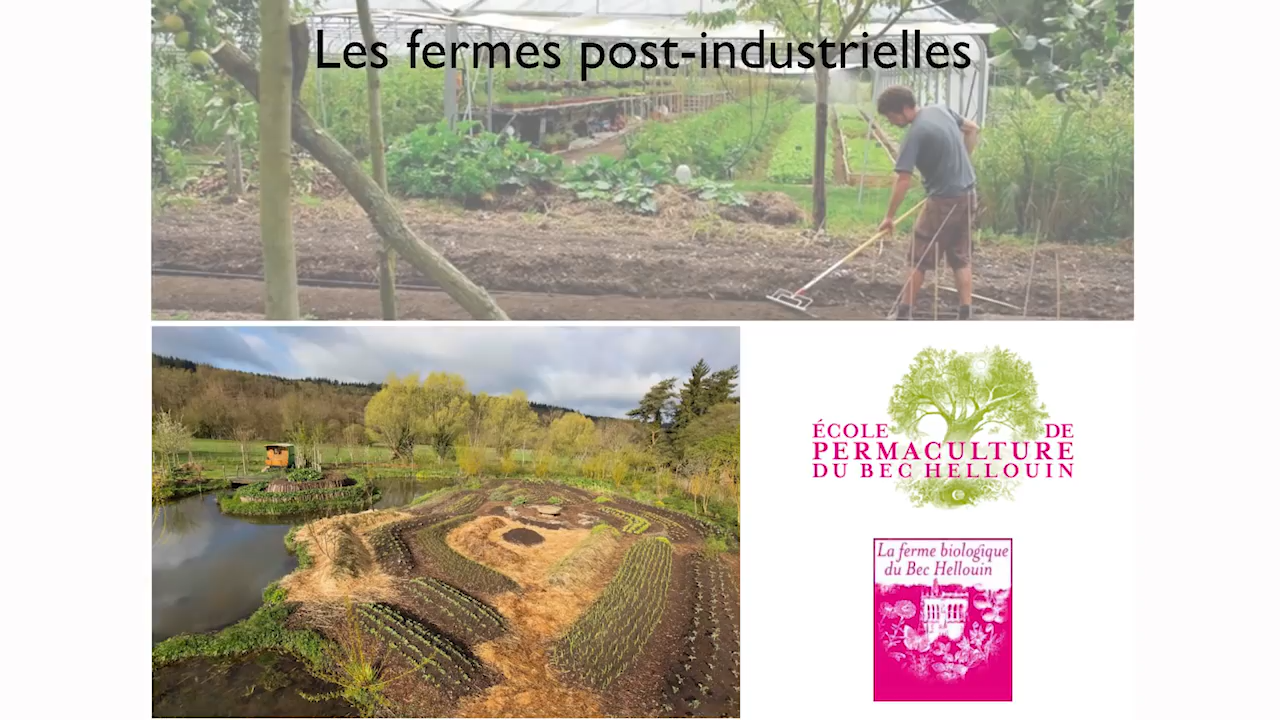 Les fermes post-industrielles
ÉCOLE DE
PERMACULTURE
DU BEC HELLOUIN
La ferme biologique
du Bec Hellouin